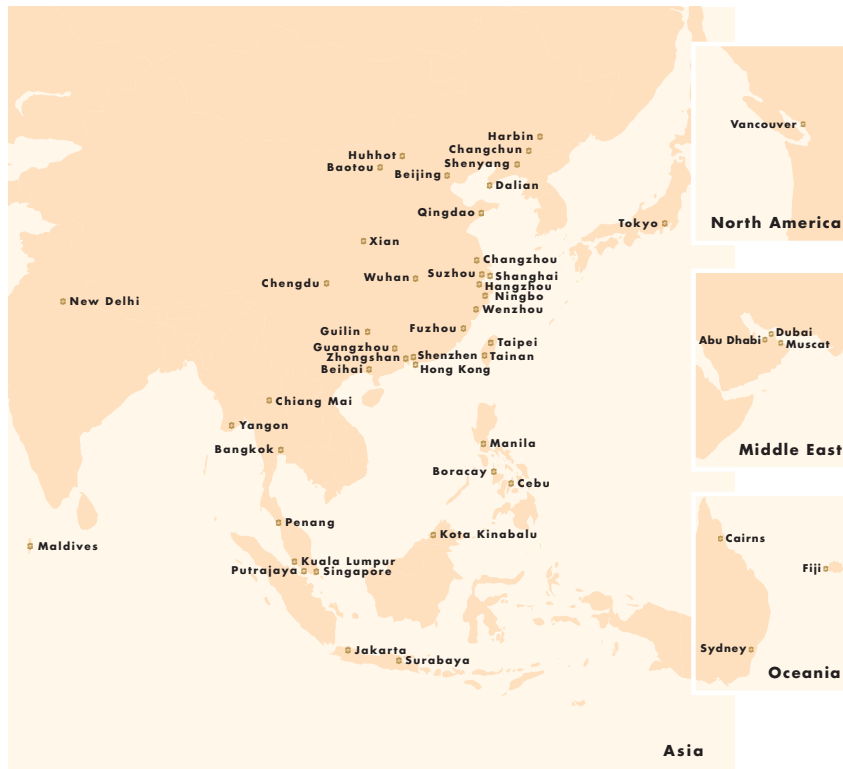 Harbin
Changchun
Huhhot
Shenyang
Baotou
Beijing
Dalian
Vancouver
Qingdao
Tokyo
North America
Xian
Changzhou
Suzhou
Shanghai
Wuhan
Chengdu
Hangzhou
Ningbo
New Delhi
Wenzhou
Guilin
Fuzhou
Dubai
Abu Dhabi
Muscat
Taipei
Guangzhou
Zhongshan
Shenzhen
Tainan
Beihai
Hong Kong
Chiang Mai
Yangon
Manila
Bangkok
Middle East
Boracay
Cebu
Penang
Kota Kinabalu
Cairns
Maldives
Kuala Lumpur
Putrajaya
Singapore
Fiji
Jakarta
Sydney
Surabaya
Oceania
Asia